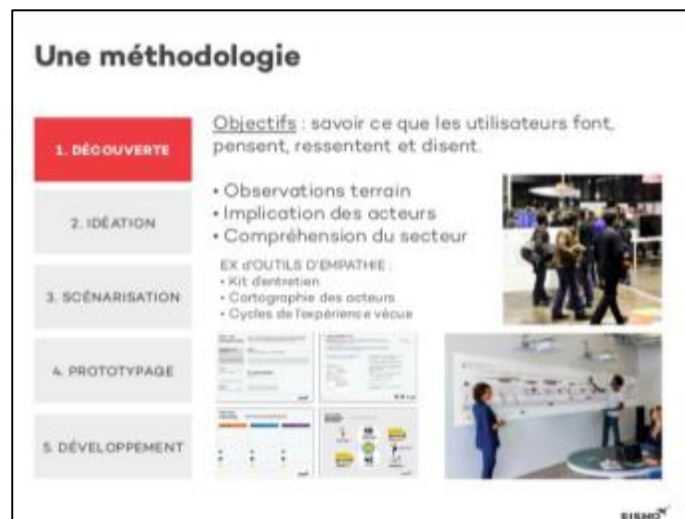 Une méthodologie
1. DÉCOUVERTE
2. IDÉATION
3. SCÉNARISATION
4. PROTOTYPAGE
5. DÉVELOPPEMENT
Objectifs : savoir ce que les utilisateurs font,
pensent, ressentent et disent.
• Observations terrain
• Implication des acteurs
• Compréhension du secteur
EX d'OUTILS D'EMPATHIE :
• Kit d'entretien
• Cartographie des acteurs
• Cycles de l'expérience vécue
SISMO